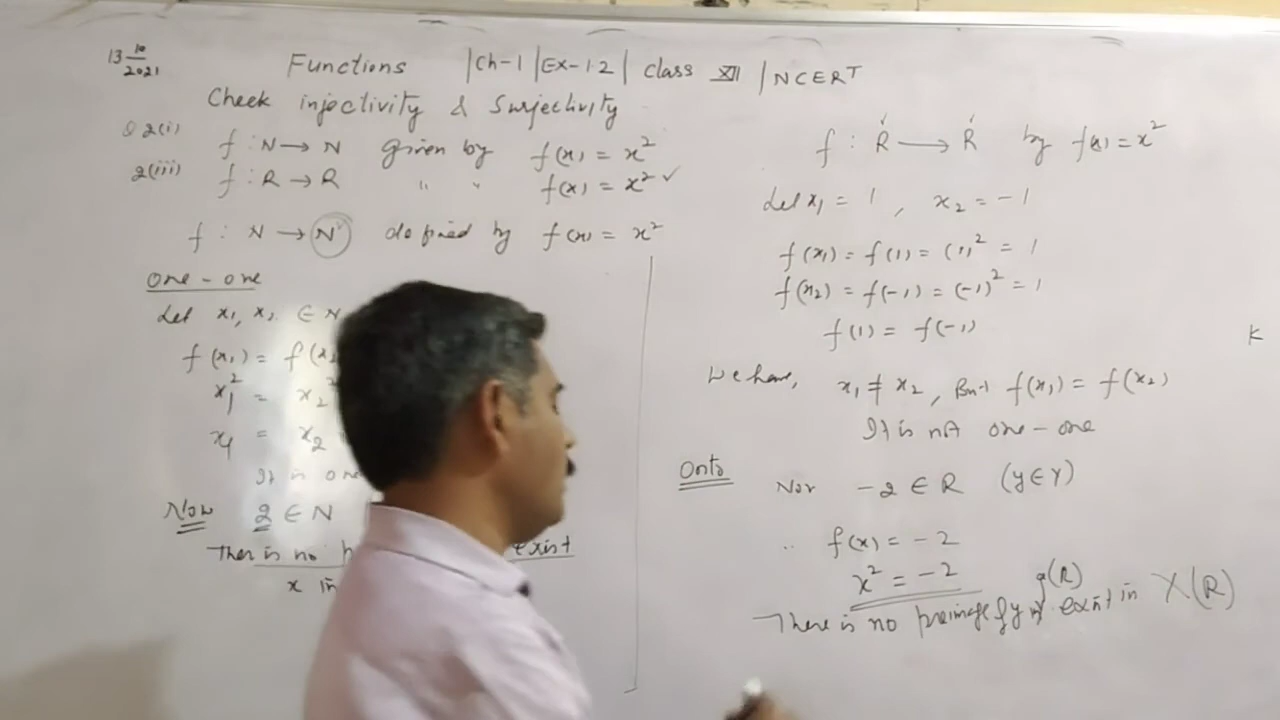 13 10/2021
Functions |Ch-1|Ex-1.2| Class XII |NCERT
Check injectivity & Surjectivity
Q 2(i) f : N → N given by f(x) = x²
2(iii) f : R → R " " f(x) = x² ✓
f : N → N defined by f(x) = x²
One-one
Let x₁, x₂ ∈ N
f(x₁) = f(x₂
x₁² = x₂²
x₁ = x₂
It is one
Now 2 ∈ N
There is no exist
x in
f : R → R by f(x) = x²
Let x₁ = 1 , x₂ = -1
f(x₁) = f(1) = (1)² = 1
f(x₂) = f(-1) = (-1)² = 1
f(1) = f(-1)
We have, x₁ ≠ x₂ , But f(x₁) = f(x₂)
It is not one-one
Onto
Now -2 ∈ R (y ∈ Y)
∴ f(x) = -2
x² = -2
There is no preimage of y exist in X(R)
K